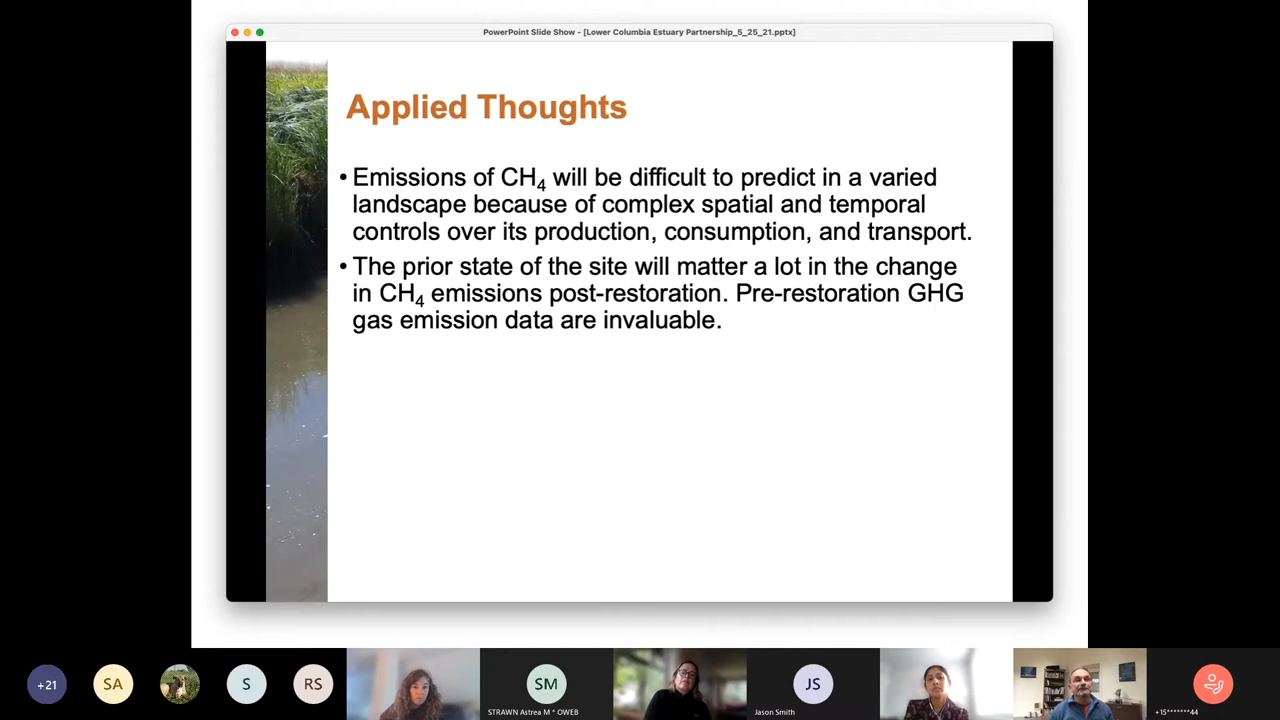 PowerPoint Slide Show - [Lower Columbia Estuary Partnership_5_25_21.pptx]
Applied Thoughts
• Emissions of CH4 will be difficult to predict in a varied
landscape because of complex spatial and temporal
controls over its production, consumption, and transport.
• The prior state of the site will matter a lot in the change
in CH4 emissions post-restoration. Pre-restoration GHG
gas emission data are invaluable.
+21
SA
S
RS
SM
STRAWN Astrea M * OWEB
JS
Jason Smith
+15*******44